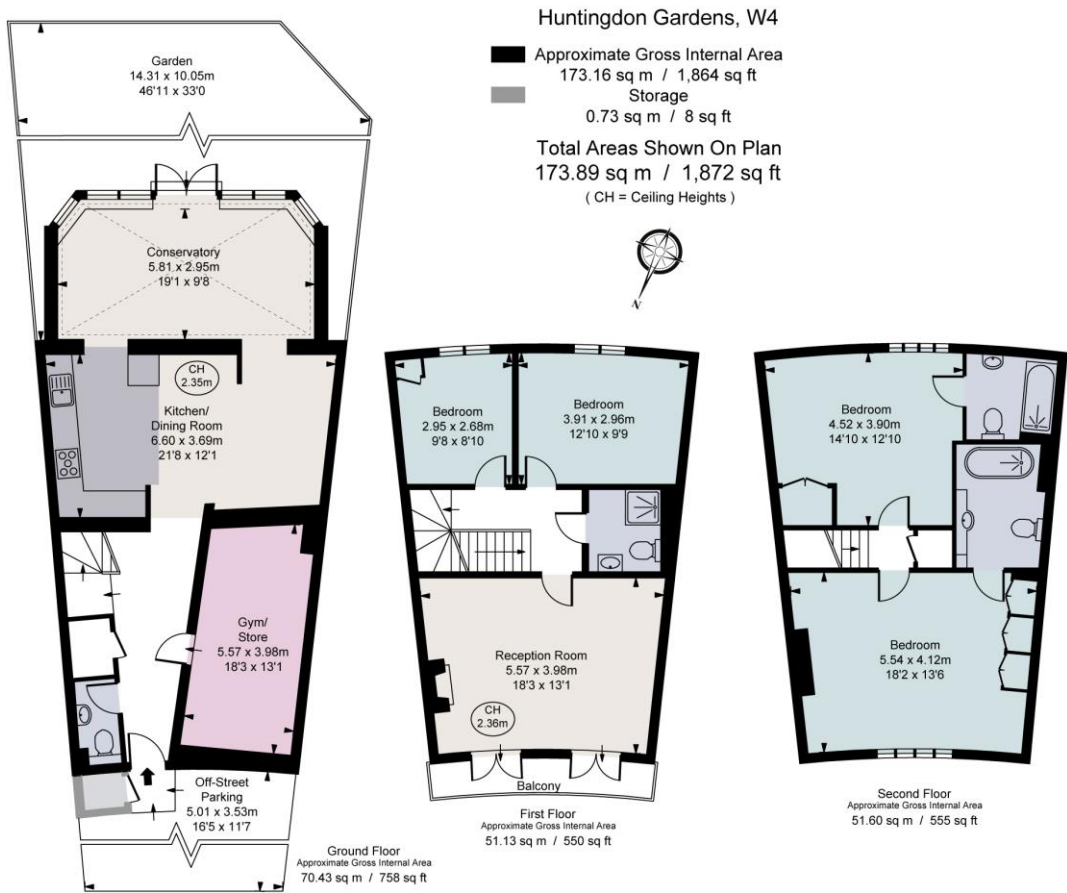 Huntingdon Gardens, W4
Approximate Gross Internal Area
173.16 sq m / 1,864 sq ft
Storage
0.73 sq m / 8 sq ft
Total Areas Shown On Plan
173.89 sq m / 1,872 sq ft
( CH = Ceiling Heights )
N
Garden
14.31 x 10.05m
46'11 x 33'0
Conservatory
5.81 x 2.95m
19'1 x 9'8
CH
2.35m
Kitchen/
Dining Room
6.60 x 3.69m
21'8 x 12'1
Gym/
Store
5.57 x 3.98m
18'3 x 13'1
Off-Street
Parking
5.01 x 3.53m
16'5 x 11'7
Ground Floor
Approximate Gross Internal Area
70.43 sq m / 758 sq ft
Bedroom
2.95 x 2.68m
9'8 x 8'10
Bedroom
3.91 x 2.96m
12'10 x 9'9
Reception Room
5.57 x 3.98m
18'3 x 13'1
CH
2.36m
Balcony
First Floor
Approximate Gross Internal Area
51.13 sq m / 550 sq ft
Bedroom
4.52 x 3.90m
14'10 x 12'10
Bedroom
5.54 x 4.12m
18'2 x 13'6
Second Floor
Approximate Gross Internal Area
51.60 sq m / 555 sq ft